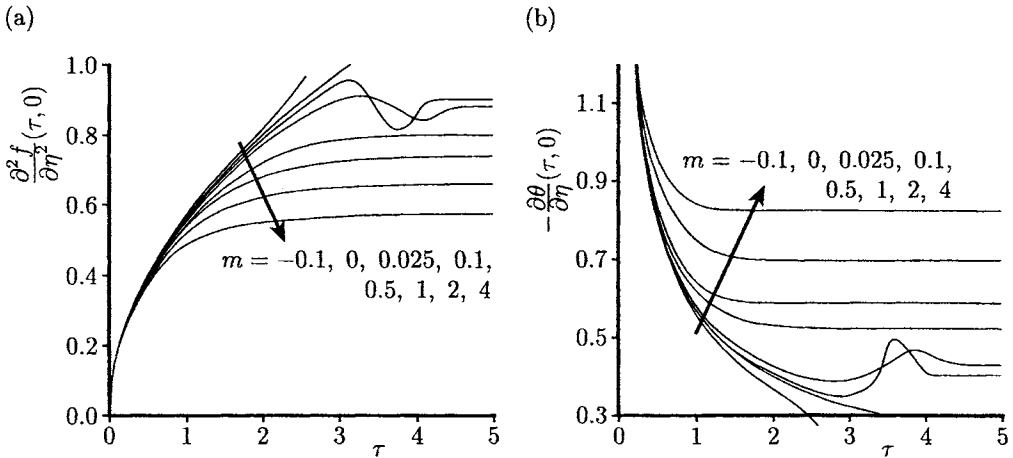 (a)
∂²f/∂η² (τ, 0)
1.0
0.8
0.6
0.4
0.2
0.0
m = −0.1, 0, 0.025, 0.1,
0.5, 1, 2, 4
0 1 2 3 4 5
τ
(b)
−∂θ/∂η (τ, 0)
1.1
0.9
0.7
0.5
0.3
m = −0.1, 0, 0.025, 0.1,
0.5, 1, 2, 4
0 1 2 3 4 5
τ